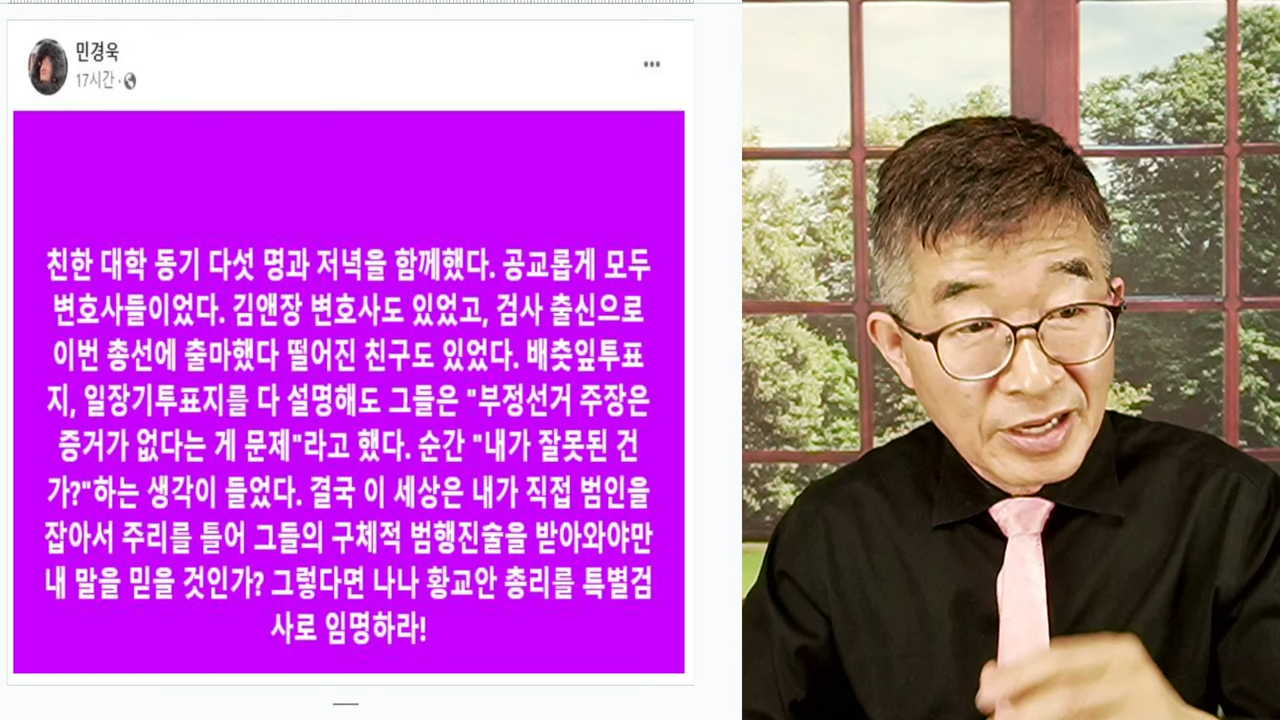 민경욱
17시간 ·
친한 대학 동기 다섯 명과 저녁을 함께했다. 공교롭게 모두
변호사들이었다. 김앤장 변호사도 있었고, 검사 출신으로
이번 총선에 출마했다 떨어진 친구도 있었다. 배춧잎투표
지, 일장기투표지를 다 설명해도 그들은 "부정선거 주장은
증거가 없다는 게 문제"라고 했다. 순간 "내가 잘못된 건
가?"하는 생각이 들었다. 결국 이 세상은 내가 직접 범인을
잡아서 주리를 틀어 그들의 구체적 범행진술을 받아와야만
내 말을 믿을 것인가? 그렇다면 나나 황교안 총리를 특별검
사로 임명하라!